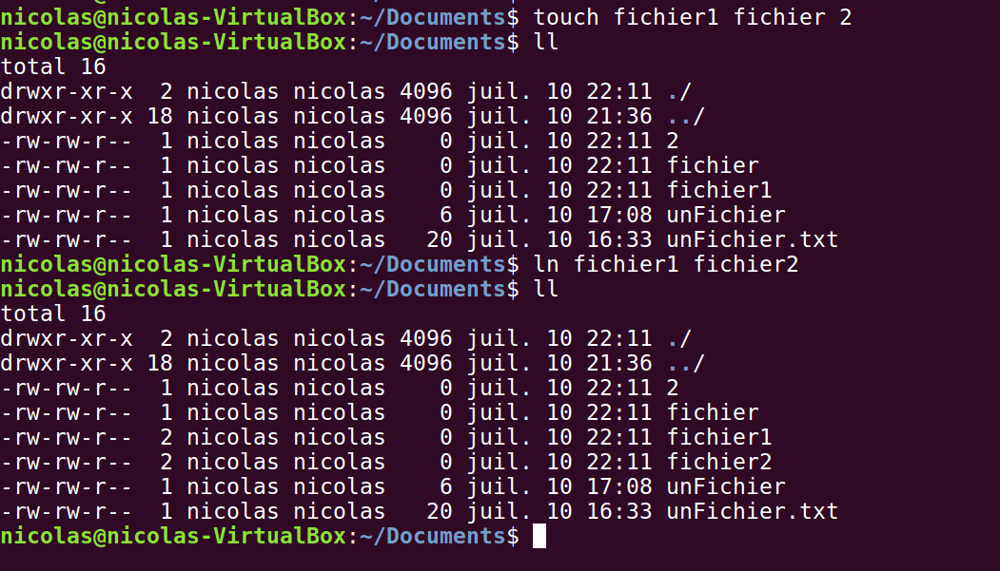 nicolas@nicolas-VirtualBox:~/Documents$ touch fichier1 fichier 2
nicolas@nicolas-VirtualBox:~/Documents$ ll
total 16
drwxr-xr-x  2 nicolas nicolas 4096 juil. 10 22:11 ./
drwxr-xr-x 18 nicolas nicolas 4096 juil. 10 21:36 ../
-rw-rw-r--  1 nicolas nicolas    0 juil. 10 22:11 2
-rw-rw-r--  1 nicolas nicolas    0 juil. 10 22:11 fichier
-rw-rw-r--  1 nicolas nicolas    0 juil. 10 22:11 fichier1
-rw-rw-r--  1 nicolas nicolas    6 juil. 10 17:08 unFichier
-rw-rw-r--  1 nicolas nicolas   20 juil. 10 16:33 unFichier.txt
nicolas@nicolas-VirtualBox:~/Documents$ ln fichier1 fichier2
nicolas@nicolas-VirtualBox:~/Documents$ ll
total 16
drwxr-xr-x  2 nicolas nicolas 4096 juil. 10 22:11 ./
drwxr-xr-x 18 nicolas nicolas 4096 juil. 10 21:36 ../
-rw-rw-r--  1 nicolas nicolas    0 juil. 10 22:11 2
-rw-rw-r--  1 nicolas nicolas    0 juil. 10 22:11 fichier
-rw-rw-r--  2 nicolas nicolas    0 juil. 10 22:11 fichier1
-rw-rw-r--  2 nicolas nicolas    0 juil. 10 22:11 fichier2
-rw-rw-r--  1 nicolas nicolas    6 juil. 10 17:08 unFichier
-rw-rw-r--  1 nicolas nicolas   20 juil. 10 16:33 unFichier.txt
nicolas@nicolas-VirtualBox:~/Documents$